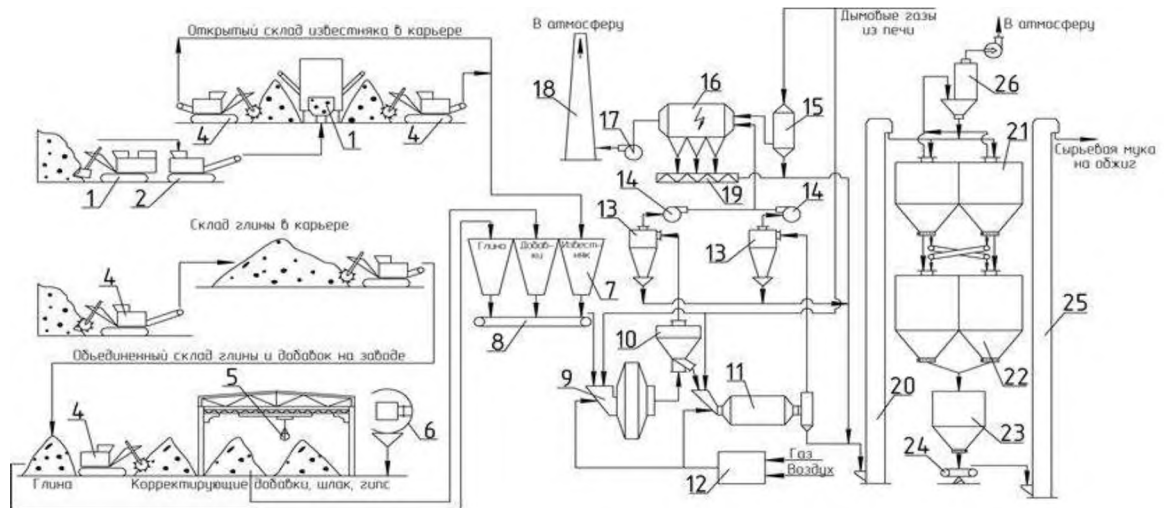 Открытый склад известняка в карьере
В атмосферу
Дымовые газы
из печи
В атмосферу
16
26
18
15
4
1
4
17
21
Сырьевая мука
на обжиг
1
2
19
14
14
Склад глины в карьере
13
13
Глина
Добав-
ки
Извест-
няк
7
4
8
10
25
Объединенный склад глины и добавок на заводе
22
5
9
11
20
4
6
23
24
12
Газ
Воздух
Глина
Корректирующие добавки, шлак, гипс